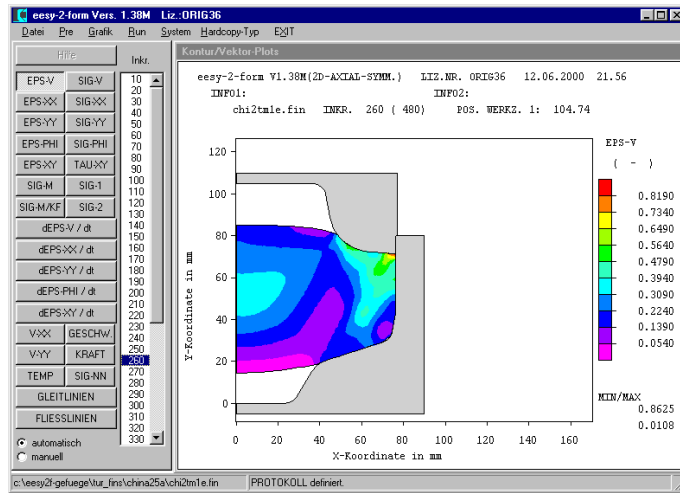 eesy-2-form Vers. 1.38M Liz.:ORIG36
Datei Pre Grafik Run System Hardcopy-Typ EXIT
Hilfe
Inkr.
EPS-V SIG-V
EPS-XX SIG-XX
EPS-YY SIG-YY
EPS-PHI SIG-PHI
EPS-XY TAU-XY
SIG-M SIG-1
SIG-M/KF SIG-2
dEPS-V / dt
dEPS-XX / dt
dEPS-YY / dt
dEPS-PHI / dt
dEPS-XY / dt
V-XX GESCHW.
V-YY KRAFT
TEMP SIG-NN
GLEITLINIEN
FLIESSLINIEN
automatisch
manuell
10
20
30
40
50
60
70
80
90
100
110
120
130
140
150
160
170
180
190
200
210
220
230
240
250
260
270
280
290
300
310
320
330
Kontur/Vektor-Plots
eesy-2-form V1.38M(2D-AXIAL-SYMM.) LIZ.NR. ORIG36 12.06.2000 21.56
INFO1: INFO2:
chi2tm1e.fin INKR. 260 ( 480) POS. WERKZ. 1: 104.74
EPS-V
( - )
0.8190
0.7340
0.6490
0.5640
0.4790
0.3940
0.3090
0.2240
0.1390
0.0540
MIN/MAX
0.8625
0.0108
Y-Koordinate in mm
120
100
80
60
40
20
0
0 20 40 60 80 100 120 140 160
X-Koordinate in mm
c:\eesy2f-gefuege\tur_fins\china25a\chi2tm1e.fin PROTOKOLL definiert.